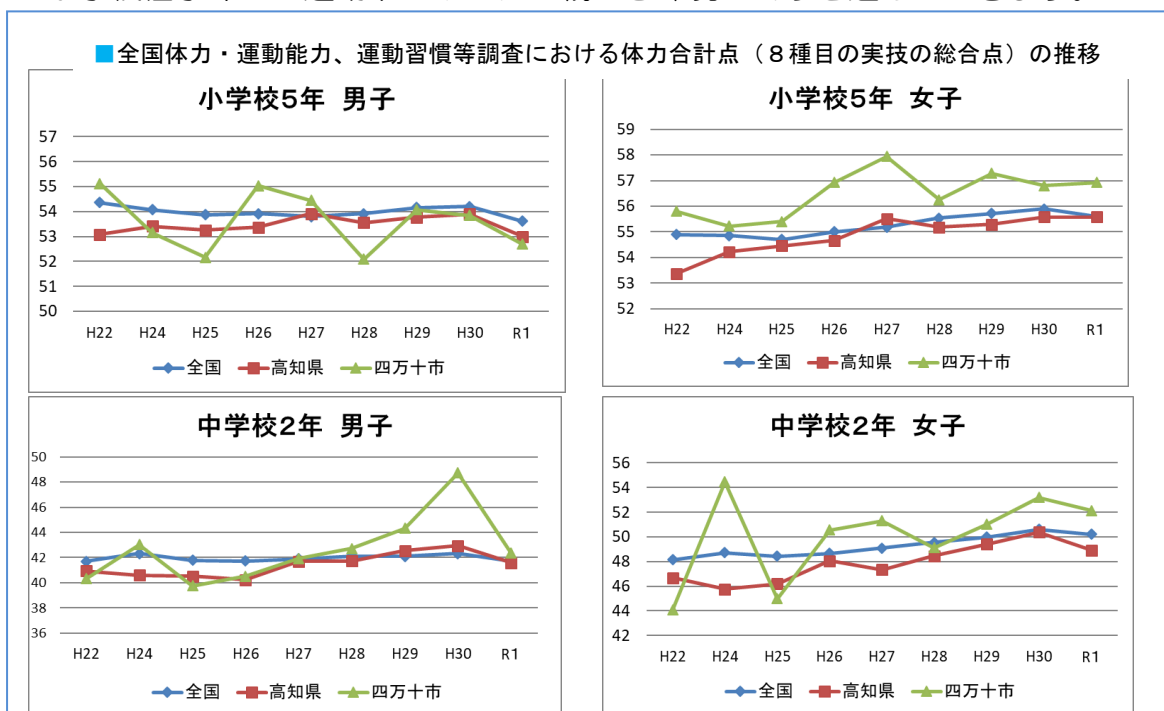 ■全国体力・運動能力、運動習慣等調査における体力合計点（８種目の実技の総合点）の推移
小学校5年 男子
57
56
55
54
53
52
51
50
H22 H24 H25 H26 H27 H28 H29 H30 R1
全国 高知県 四万十市
小学校5年 女子
59
58
57
56
55
54
53
52
H22 H24 H25 H26 H27 H28 H29 H30 R1
全国 高知県 四万十市
中学校2年 男子
50
48
46
44
42
40
38
36
H22 H24 H25 H26 H27 H28 H29 H30 R1
全国 高知県 四万十市
中学校2年 女子
56
54
52
50
48
46
44
42
H22 H24 H25 H26 H27 H28 H29 H30 R1
全国 高知県 四万十市